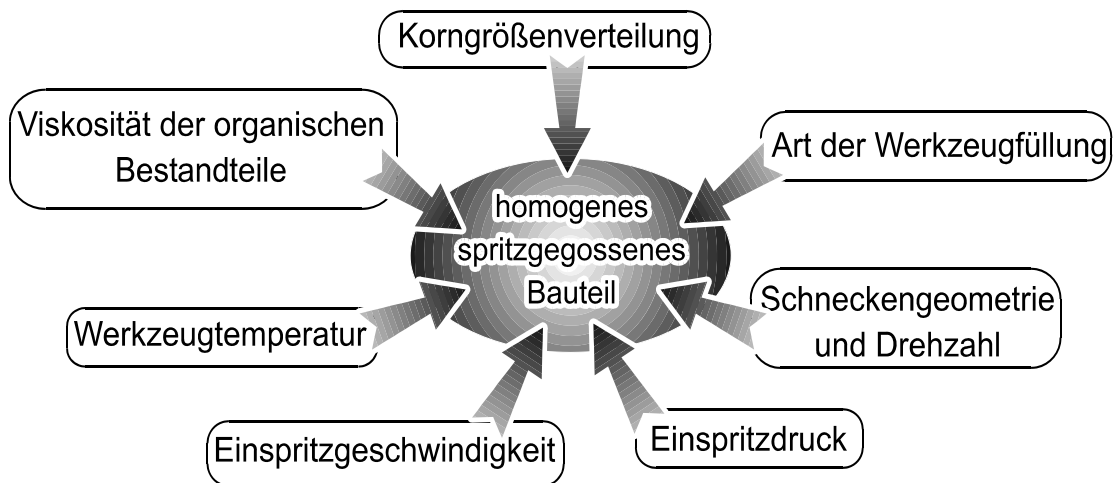 Korngrößenverteilung
Viskosität der organischen
Bestandteile
Art der Werkzeugfüllung
homogenes
spritzgegossenes
Bauteil
Werkzeugtemperatur
Schneckengeometrie
und Drehzahl
Einspritzgeschwindigkeit
Einspritzdruck